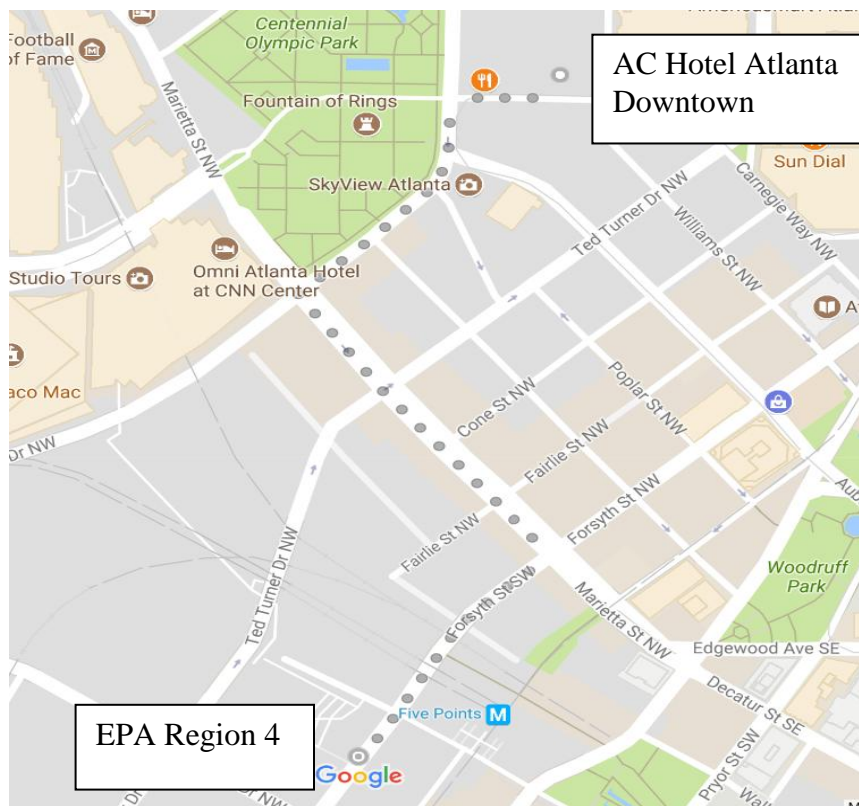 Centennial
Olympic Park
Football
of Fame
AC Hotel Atlanta
Downtown
Marietta St NW
Fountain of Rings
Sun Dial
SkyView Atlanta
Carnegie Way NW
Ted Turner Dr NW
Williams St NW
Omni Atlanta Hotel
at CNN Center
Studio Tours
A
aco Mac
Poplar St NW
Cone St NW
Dr NW
Fairlie St NW
Forsyth St NW
Aub
Fairlie St NW
Woodruff
Park
Ted Turner Dr NW
Forsyth St SW
Marietta St NW
Edgewood Ave SE
Decatur St SE
Five Points M
EPA Region 4
Pryor St SW
Google
Dr NW
Wa